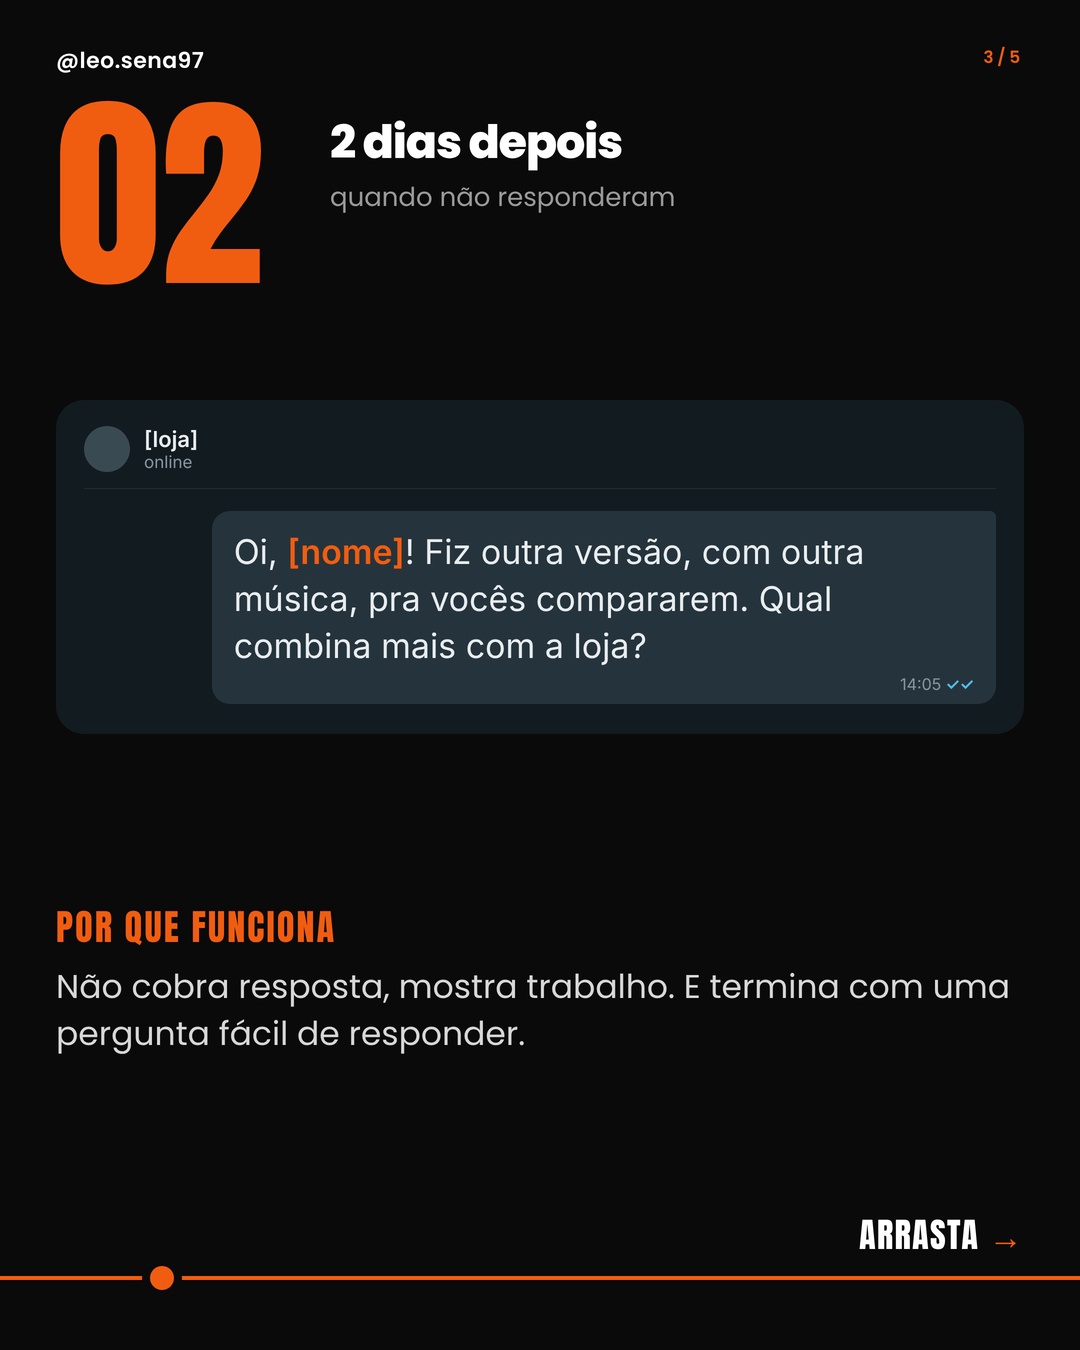 @leo.sena97
3 / 5
02
2 dias depois
quando não responderam
[loja]
online
Oi, [nome]! Fiz outra versão, com outra
música, pra vocês compararem. Qual
combina mais com a loja?
14:05
POR QUE FUNCIONA
Não cobra resposta, mostra trabalho. E termina com uma
pergunta fácil de responder.
ARRASTA →